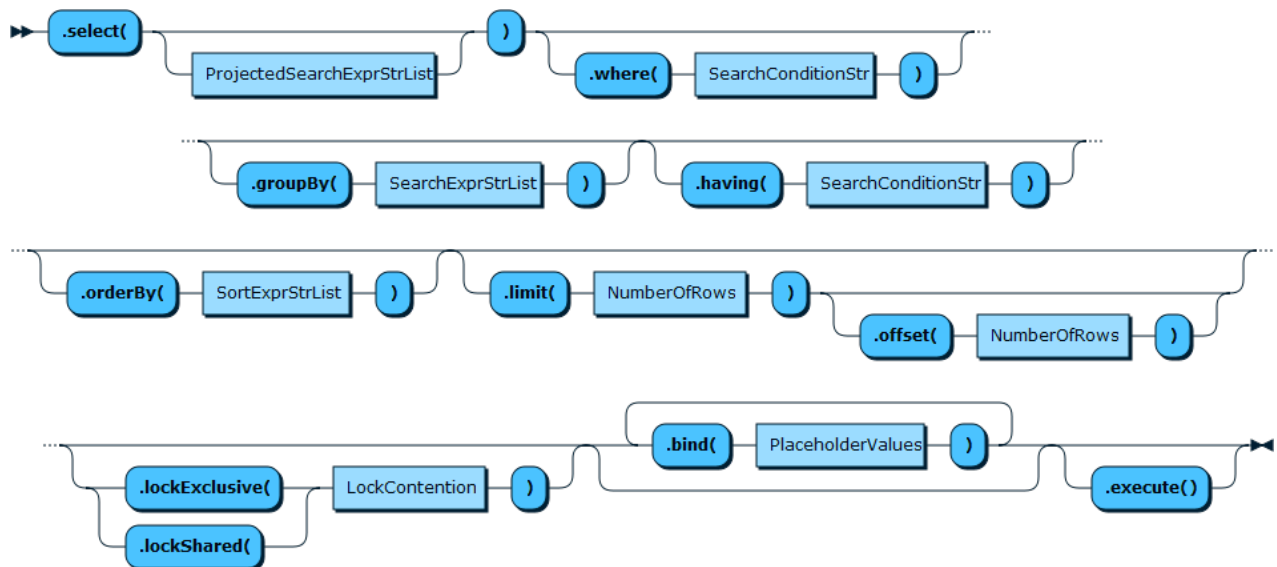 .select( )
ProjectedSearchExprStrList .where( SearchConditionStr )
.groupBy( SearchExprStrList ) .having( SearchConditionStr )
.orderBy( SortExprStrList ) .limit( NumberOfRows )
.offset( NumberOfRows )
.bind( PlaceholderValues )
.lockExclusive( LockContention ) .execute()
.lockShared(